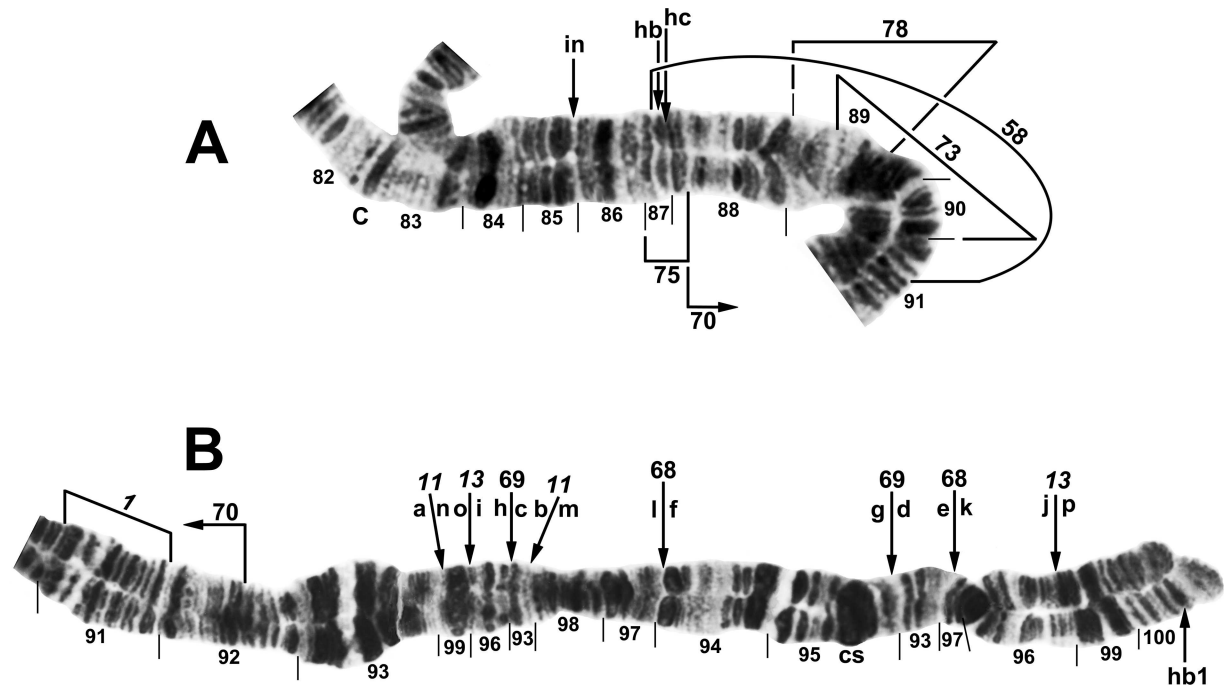 78
hc
hb
in
58
A
89
73
82
90
C 83 84 85 86 87 88
75
91
70
B
68
69 68
11 13 69 11 13
1
70
a n o i h c b m l f g d e k j p
91 92 93 99 96 93 98 97 94 95 cs 93 97 96 99 100
hb1